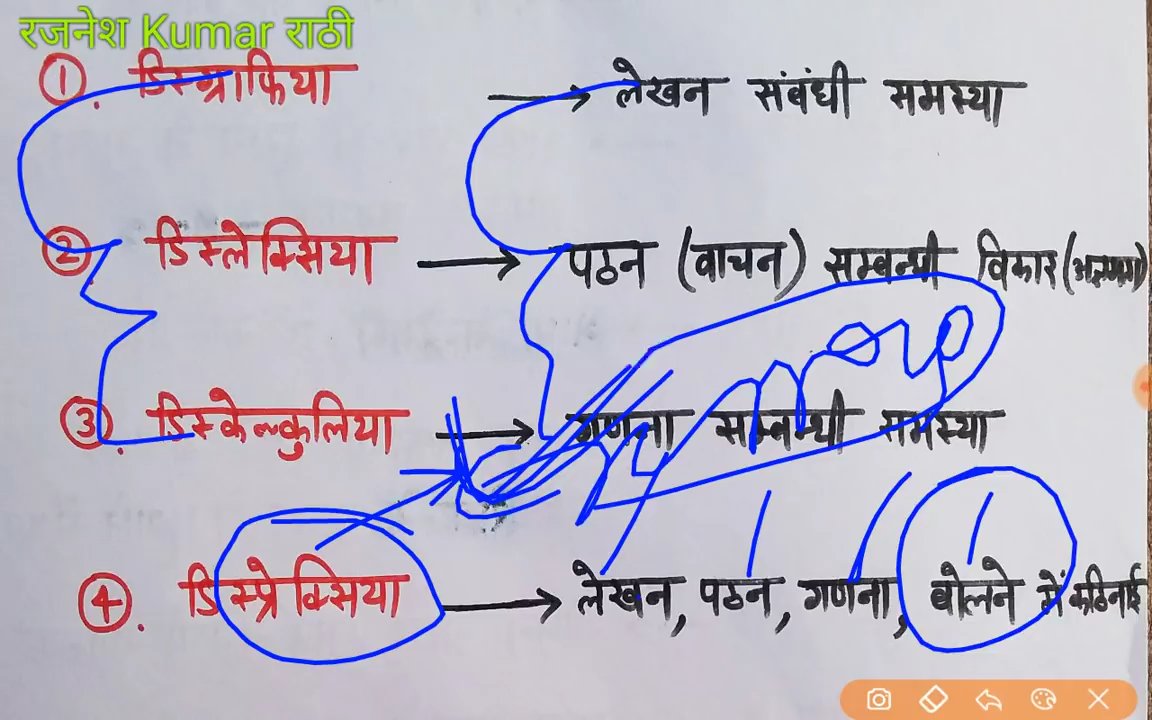 रजनेश Kumar राठी
① डिस्ग्राफिया → लेखन संबंधी समस्या
② डिस्लेक्सिया → पठन (वाचन) सम्बन्धी विकार
③ डिस्केल्कुलिया → गणना सम्बन्धी समस्या
④ डिस्प्रेक्सिया → लेखन, पठन, गणना, बोलने में कठिनाई